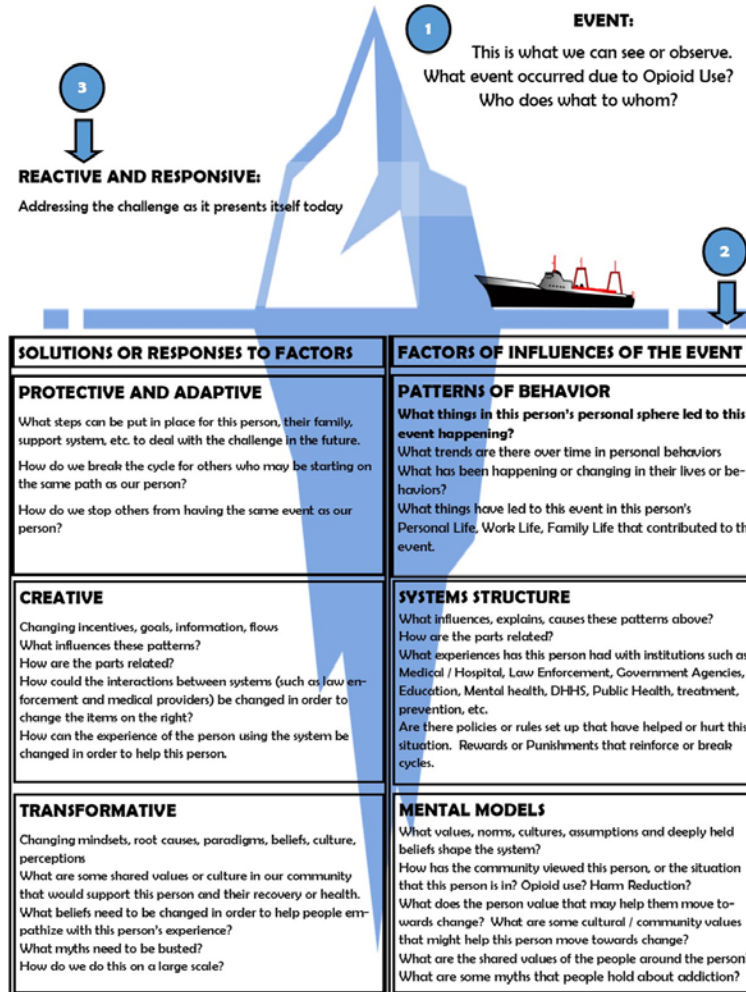 1
EVENT:
This is what we can see or observe.
What event occurred due to Opioid Use?
Who does what to whom?
3
REACTIVE AND RESPONSIVE:
Addressing the challenge as it presents itself today
2
SOLUTIONS OR RESPONSES TO FACTORS
PROTECTIVE AND ADAPTIVE
What steps can be put in place for this person, their family,
support system, etc. to deal with the challenge in the future.
How do we break the cycle for others who may be starting on
the same path as our person?
How do we stop others from having the same event as our
person?
CREATIVE
Changing incentives, goals, information, flows
What influences these patterns?
How are the parts related?
How could the interactions between systems (such as law en-
forcement and medical providers) be changed in order to
change the items on the right?
How can the experience of the person using the system be
changed in order to help this person.
TRANSFORMATIVE
Changing mindsets, root causes, paradigms, beliefs, culture,
perceptions
What are some shared values or culture in our community
that would support this person and their recovery or health.
What beliefs need to be changed in order to help people em-
pathize with this person's experience?
What myths need to be busted?
How do we do this on a large scale?
FACTORS OF INFLUENCES OF THE EVENT
PATTERNS OF BEHAVIOR
What things in this person's personal sphere led to this
event happening?
What trends are there over time in personal behaviors
What has been happening or changing in their lives or be-
haviors?
What things have led to this event in this person's
Personal Life, Work Life, Family Life that contributed to th
event.
SYSTEMS STRUCTURE
What influences, explains, causes these patterns above?
How are the parts related?
What experiences has this person had with institutions such as
Medical / Hospital, Law Enforcement, Government Agencies,
Education, Mental health, DHHS, Public Health, treatment,
prevention, etc.
Are there policies or rules set up that have helped or hurt this
situation. Rewards or Punishments that reinforce or break
cycles.
MENTAL MODELS
What values, norms, cultures, assumptions and deeply held
beliefs shape the system?
How has the community viewed this person, or the situation
that this person is in? Opioid use? Harm Reduction?
What does the person value that may help them move to-
wards change? What are some cultural / community values
that might help this person move towards change?
What are the shared values of the people around the person
What are some myths that people hold about addiction?